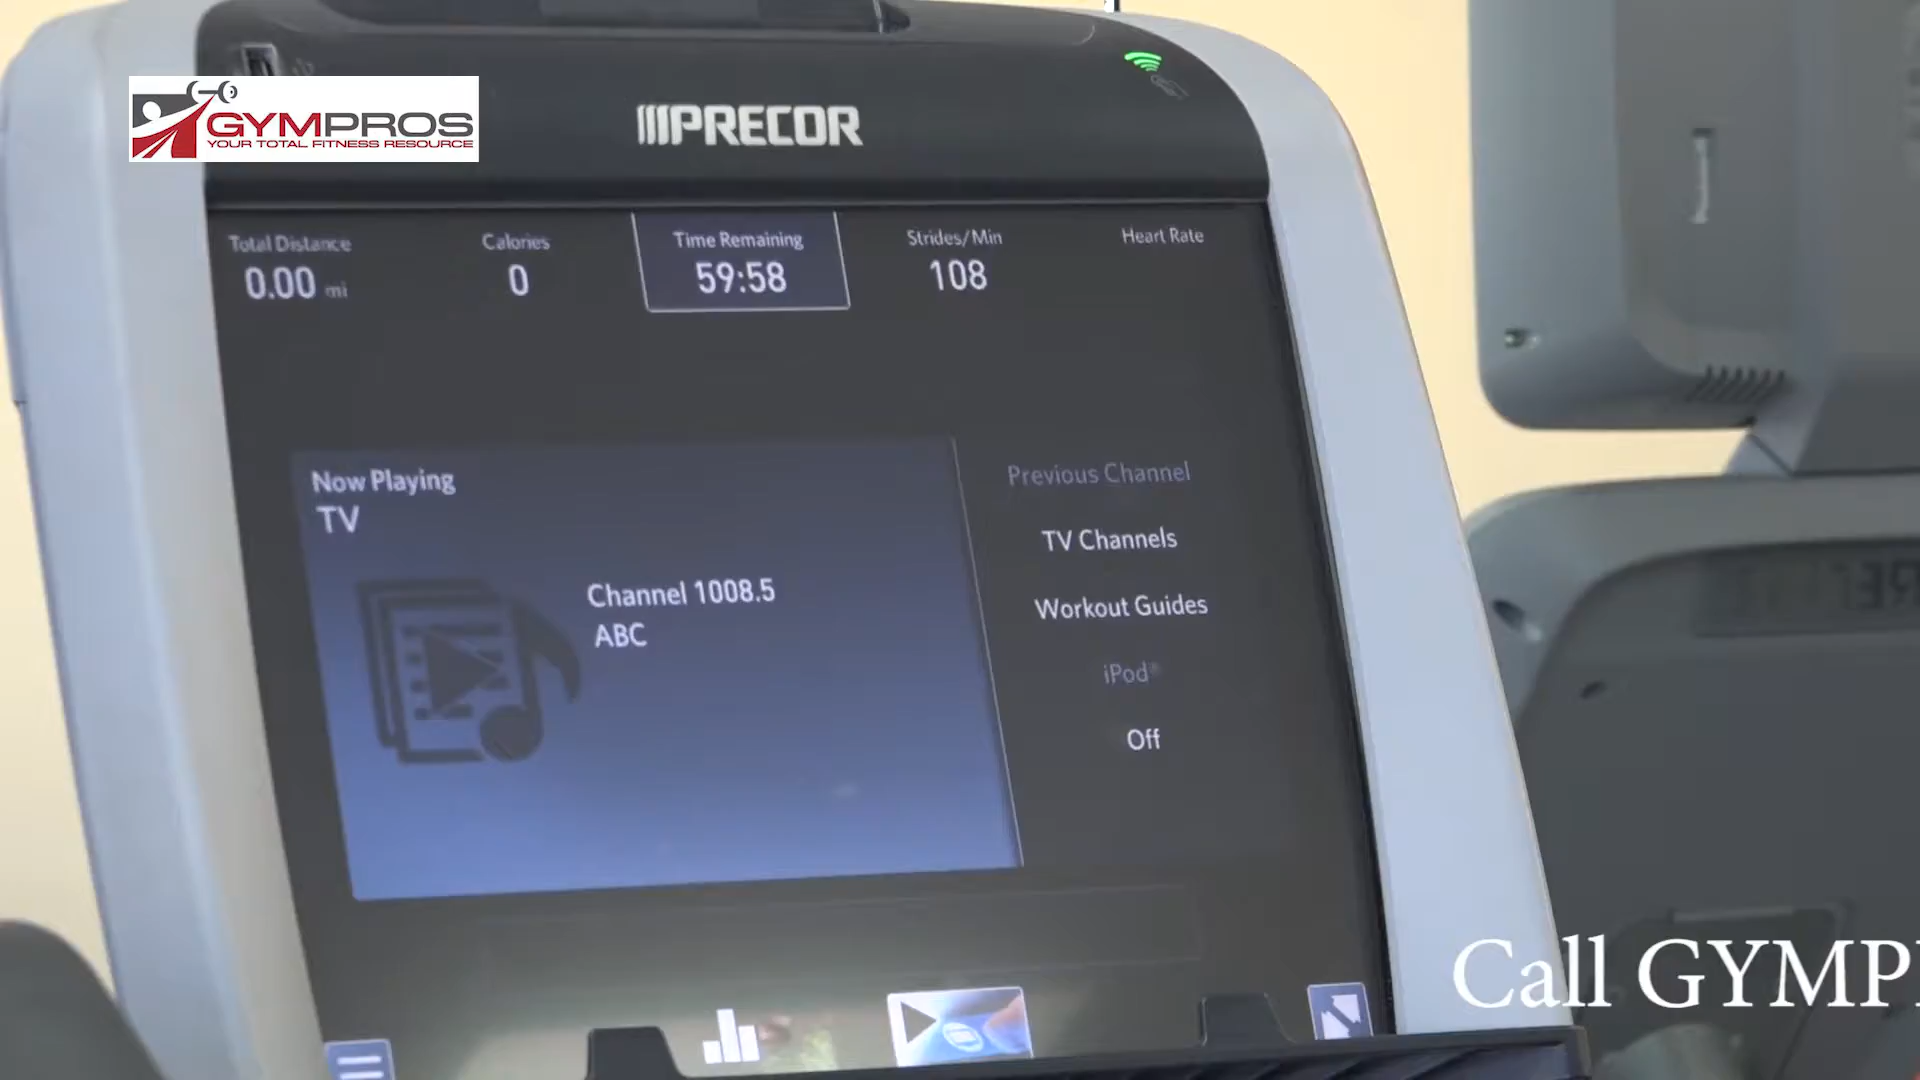 GYMPROS
YOUR TOTAL FITNESS RESOURCE
PRECOR
Total Distance
0.00 mi
Calories
0
Time Remaining
59:58
Strides/Min
108
Heart Rate
Now Playing
TV
Channel 1008.5
ABC
Previous Channel
TV Channels
Workout Guides
iPod®
Off
Call GYMP